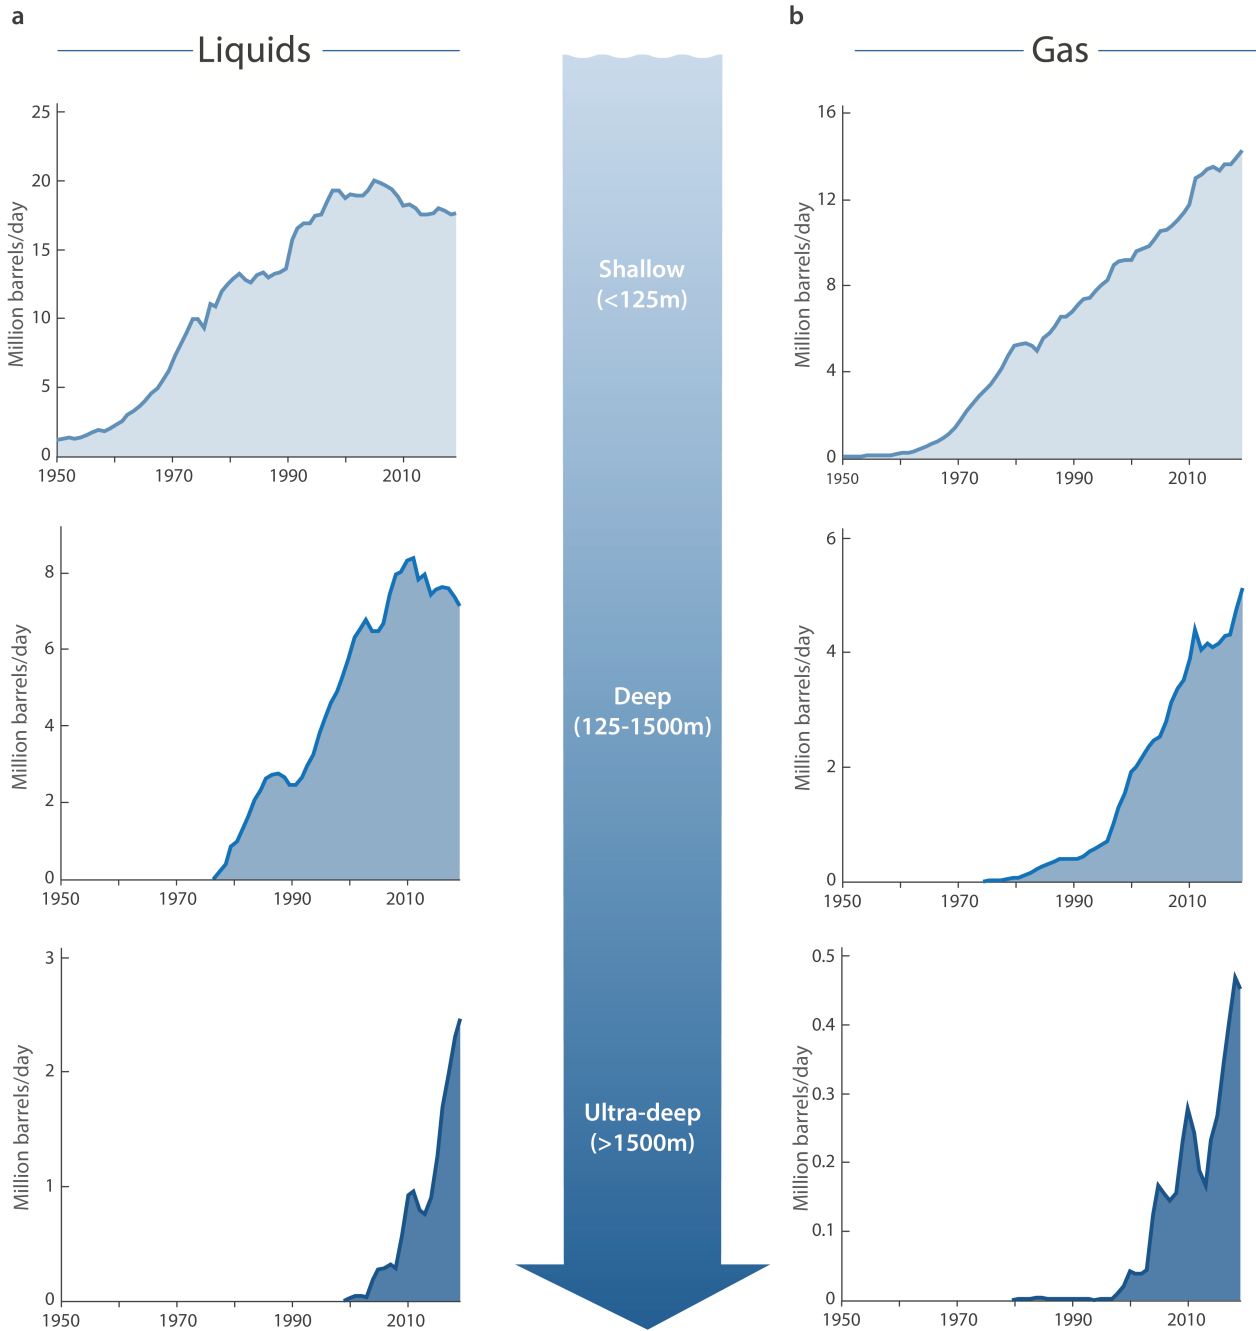 a
Liquids
Million barrels/day
25
20
15
10
5
0
1950 1970 1990 2010
Million barrels/day
8
6
4
2
0
1950 1970 1990 2010
Million barrels/day
3
2
1
0
1950 1970 1990 2010
Shallow
(<125m)
Deep
(125-1500m)
Ultra-deep
(>1500m)
b
Gas
Million barrels/day
16
12
8
4
0
1950 1970 1990 2010
Million barrels/day
6
4
2
0
1950 1970 1990 2010
Million barrels/day
0.5
0.4
0.3
0.2
0.1
0
1950 1970 1990 2010